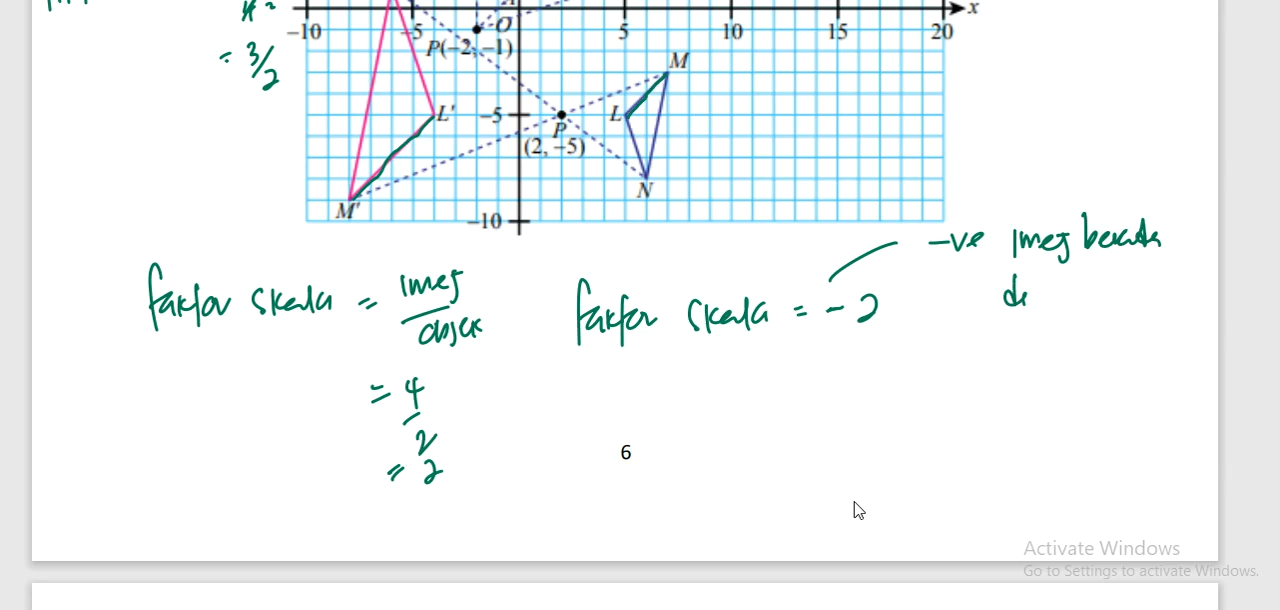 x
-10 -5 O 5 10 15 20
= 3/2
P(-2, -1)
M
L' -5 P L
(2, -5)
N
M' -10
-ve imej berada
di
faktor skala = imej / objek
faktor skala = -2
= 4 / 2
= 2
6
Activate Windows
Go to Settings to activate Windows.